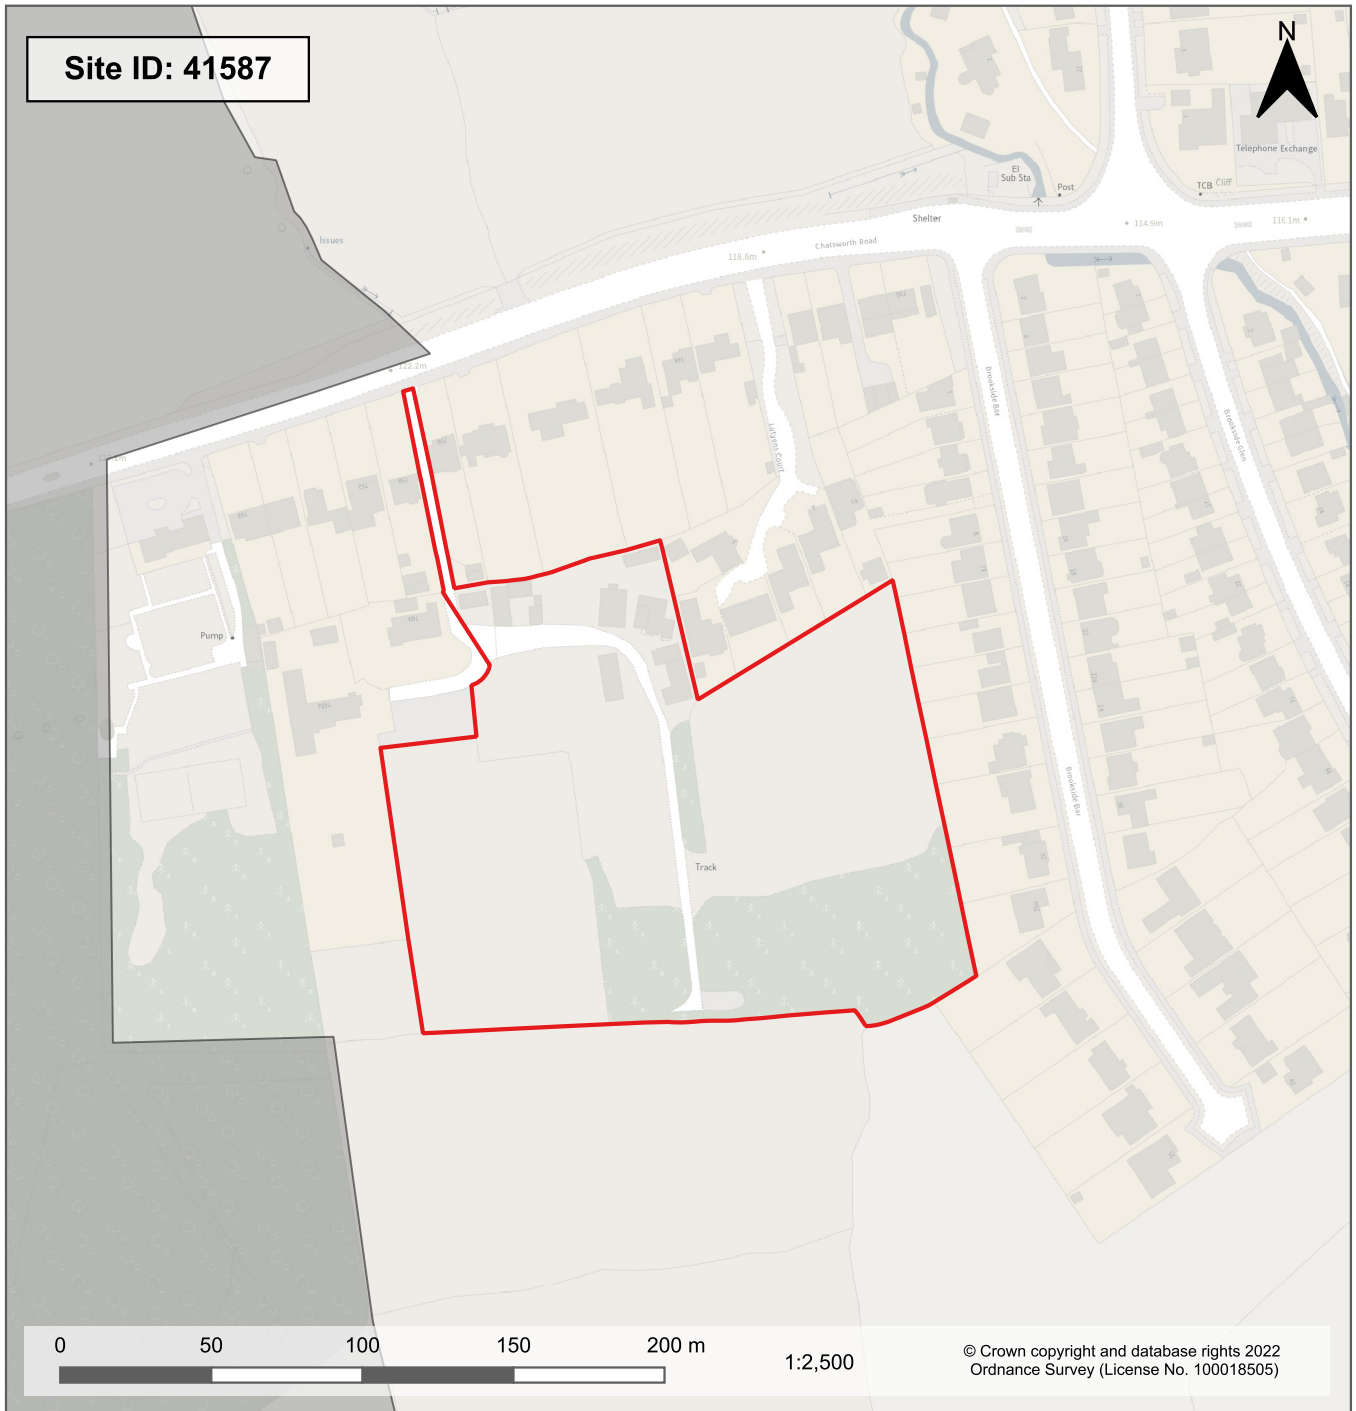 Site ID: 41587
N
Telephone Exchange
El
Sub Sta
Post
TCB
Cliff
Shelter
114.9m
116.1m
Issues
Chatsworth Road
118.6m
122.2m
Brookside Bar
Lutyens Court
Brookside Glen
Pump
Track
Brookside Bar
0 50 100 150 200 m
1:2,500
© Crown copyright and database rights 2022
Ordnance Survey (License No. 100018505)